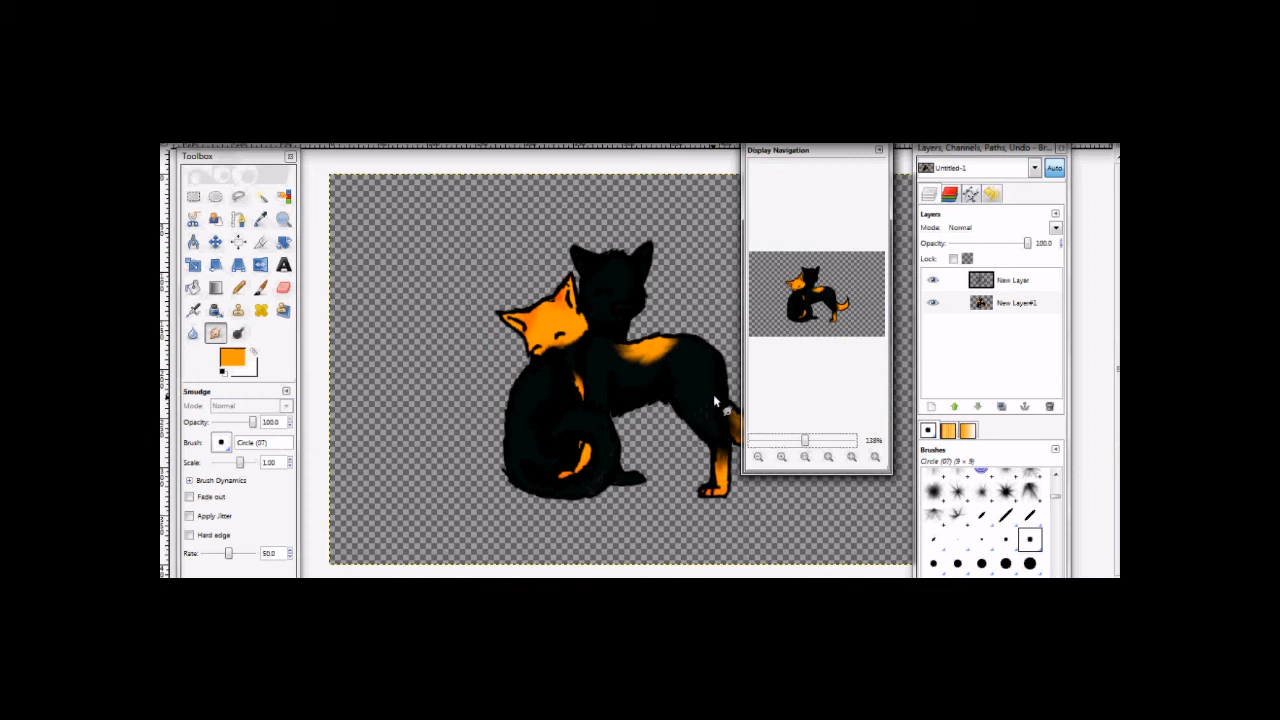 Toolbox
Smudge
Mode: Normal
Opacity: 100.0
Brush: Circle (07)
Scale: 1.00
Brush Dynamics
Fade out
Apply Jitter
Hard edge
Rate: 50.0
Display Navigation
138%
Layers, Channels, Paths, Undo - Br...
Untitled-1
Auto
Layers
Mode: Normal
Opacity: 100.0
Lock:
New Layer
New Layer#1
Brushes
Circle (07) (9 × 9)